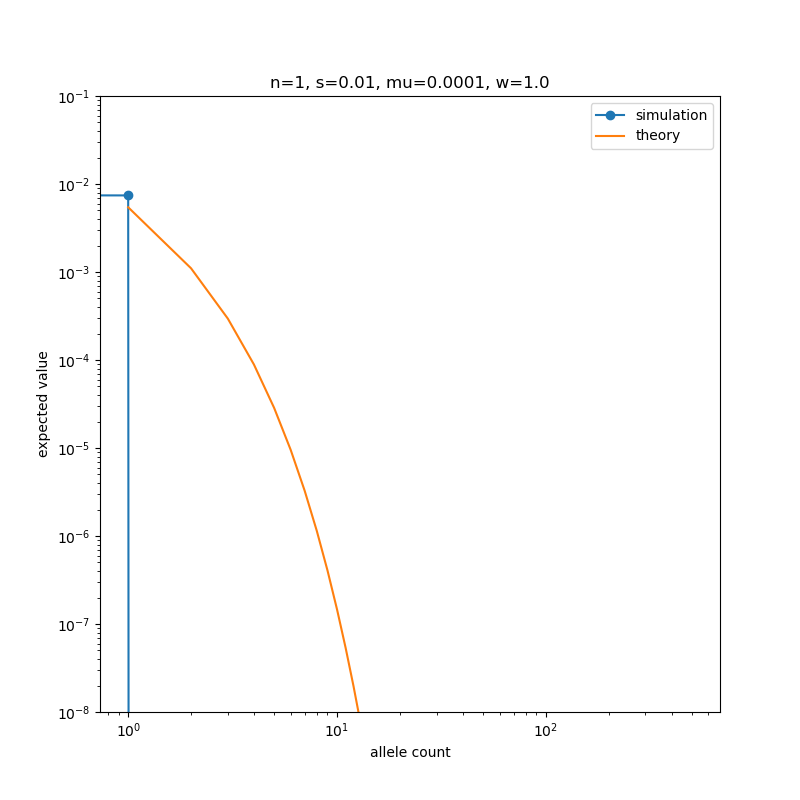 n=1, s=0.01, mu=0.0001, w=1.0
simulation
theory
10⁻¹
10⁻²
10⁻³
10⁻⁴
10⁻⁵
10⁻⁶
10⁻⁷
10⁻⁸
expected value
10⁰
10¹
10²
allele count